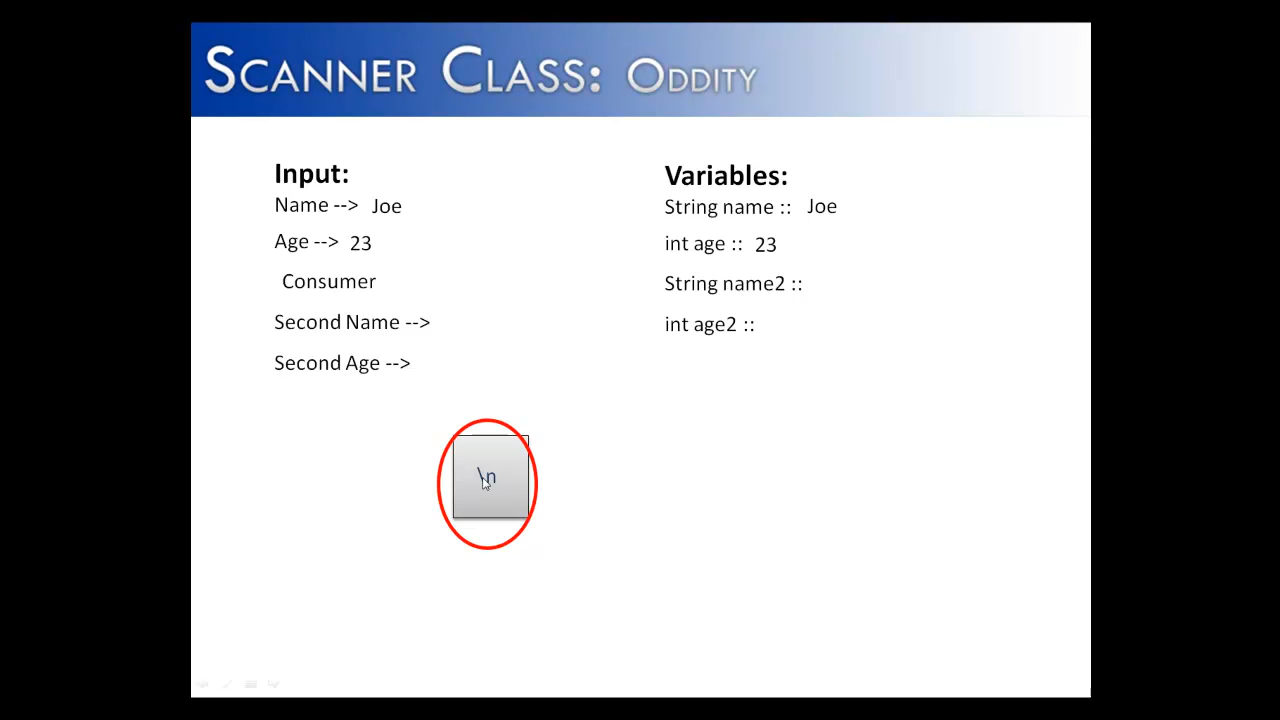 SCANNER CLASS: ODDITY
Input:
Name --> Joe
Age --> 23
Consumer
Second Name -->
Second Age -->
Variables:
String name :: Joe
int age :: 23
String name2 ::
int age2 ::
\n